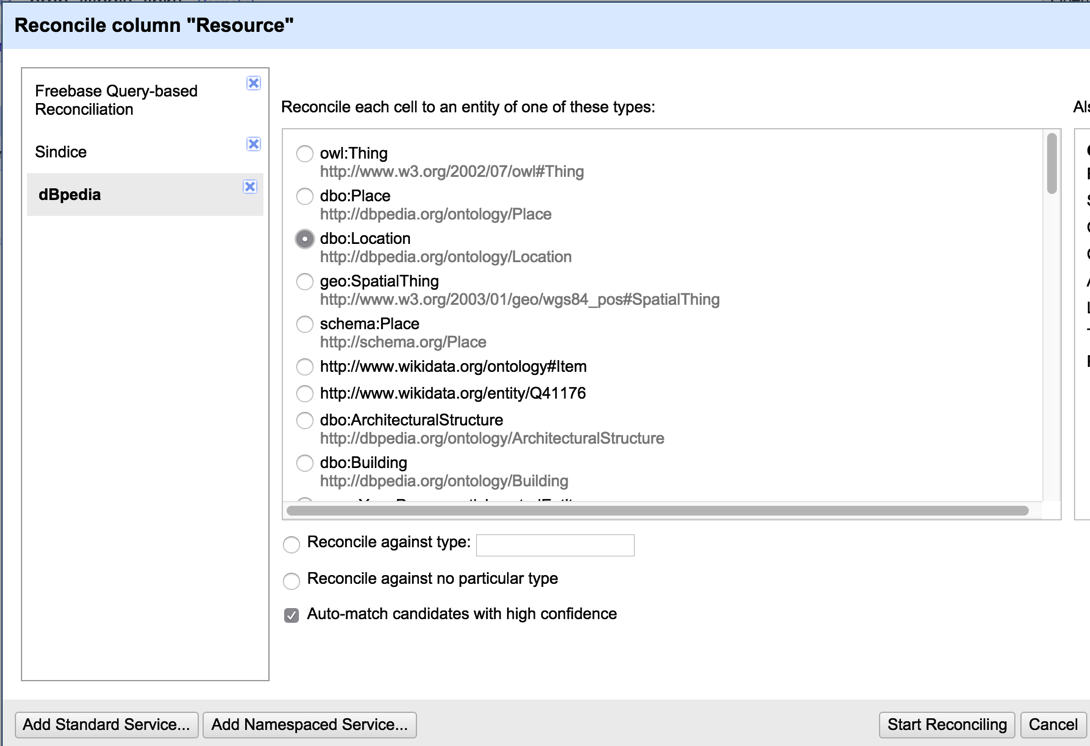 Reconcile column "Resource"
Freebase Query-based
Reconciliation
Sindice
dBpedia
Reconcile each cell to an entity of one of these types:
owl:Thing
http://www.w3.org/2002/07/owl#Thing
dbo:Place
http://dbpedia.org/ontology/Place
dbo:Location
http://dbpedia.org/ontology/Location
geo:SpatialThing
http://www.w3.org/2003/01/geo/wgs84_pos#SpatialThing
schema:Place
http://schema.org/Place
http://www.wikidata.org/ontology#Item
http://www.wikidata.org/entity/Q41176
dbo:ArchitecturalStructure
http://dbpedia.org/ontology/ArchitecturalStructure
dbo:Building
http://dbpedia.org/ontology/Building
Reconcile against type:
Reconcile against no particular type
Auto-match candidates with high confidence
Add Standard Service...
Add Namespaced Service...
Start Reconciling
Cancel